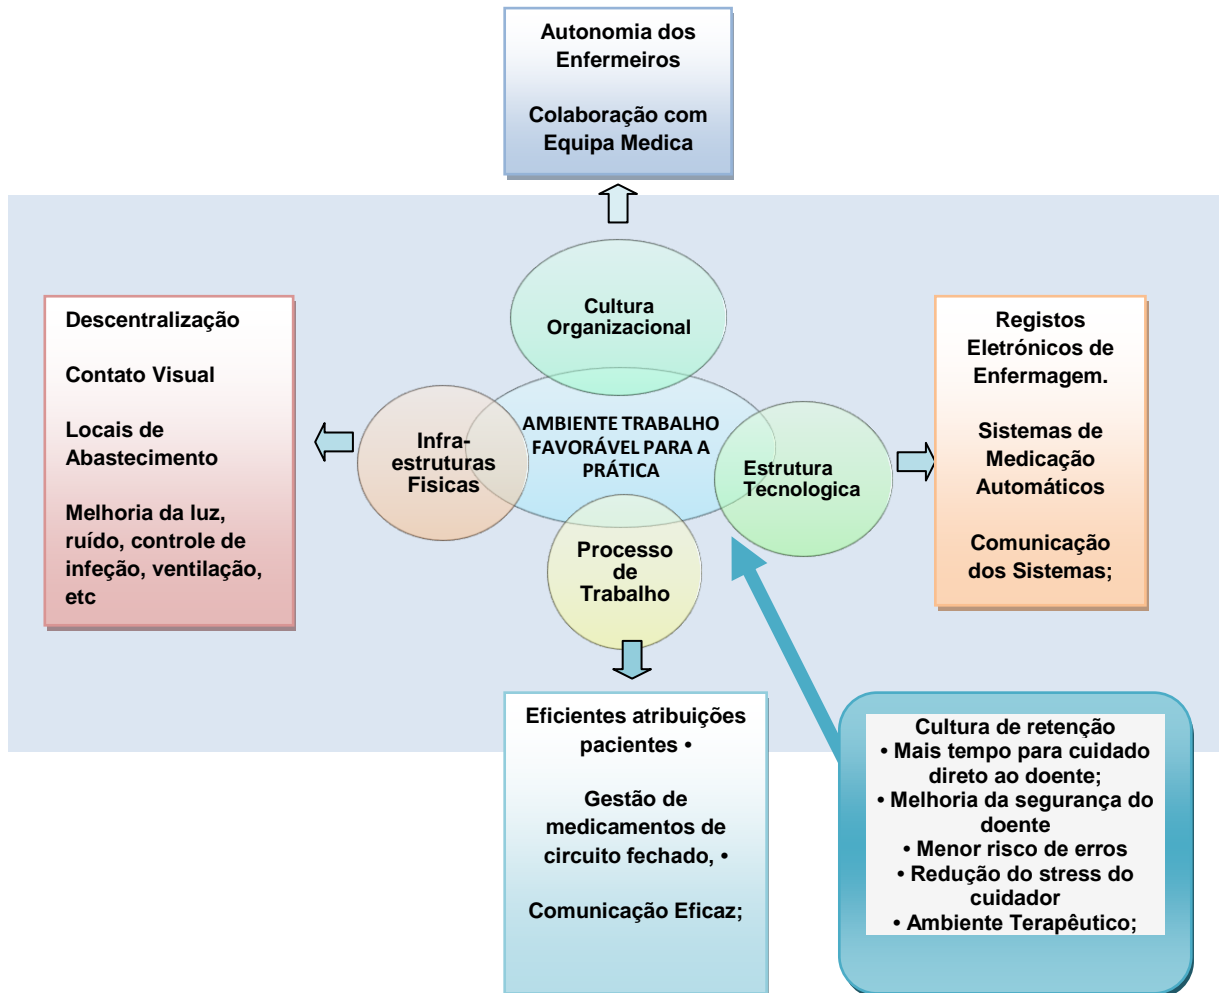 Autonomia dos
Enfermeiros
Colaboração com
Equipa Medica
Cultura
Organizacional
Descentralização
Contato Visual
Locais de
Abastecimento
Melhoria da luz,
ruído, controle de
infeção, ventilação,
etc
Infra-
estruturas
Fisicas
AMBIENTE TRABALHO
FAVORÁVEL PARA A
PRÁTICA
Estrutura
Tecnologica
Registos
Eletrónicos de
Enfermagem.
Sistemas de
Medicação
Automáticos
Comunicação
dos Sistemas;
Processo
de
Trabalho
Eficientes atribuições
pacientes •
Gestão de
medicamentos de
circuito fechado, •
Comunicação Eficaz;
Cultura de retenção
• Mais tempo para cuidado
direto ao doente;
• Melhoria da segurança do
doente
• Menor risco de erros
• Redução do stress do
cuidador
• Ambiente Terapêutico;